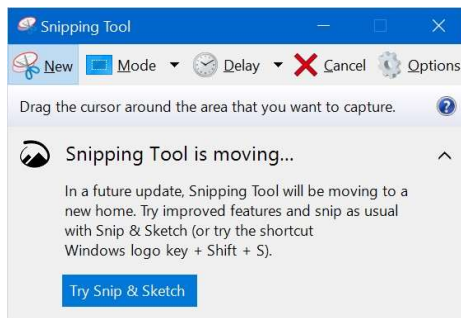 Snipping Tool
New Mode Delay Cancel Options
Drag the cursor around the area that you want to capture. ?
Snipping Tool is moving...
In a future update, Snipping Tool will be moving to a
new home. Try improved features and snip as usual
with Snip & Sketch (or try the shortcut
Windows logo key + Shift + S).
Try Snip & Sketch